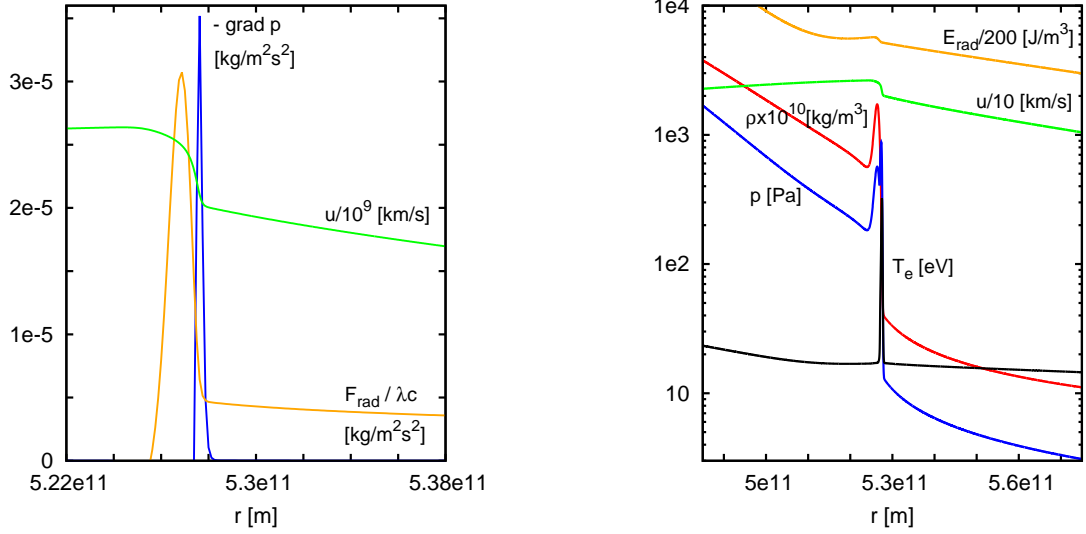 - grad p
[kg/m²s²]
3e-5
2e-5
1e-5
0
u/10⁹ [km/s]
F_rad / λc
[kg/m²s²]
5.22e11
5.3e11
5.38e11
r [m]
1e4
1e3
1e2
10
E_rad/200 [J/m³]
u/10 [km/s]
ρx10¹⁰[kg/m³]
p [Pa]
T_e [eV]
5e11
5.3e11
5.6e11
r [m]